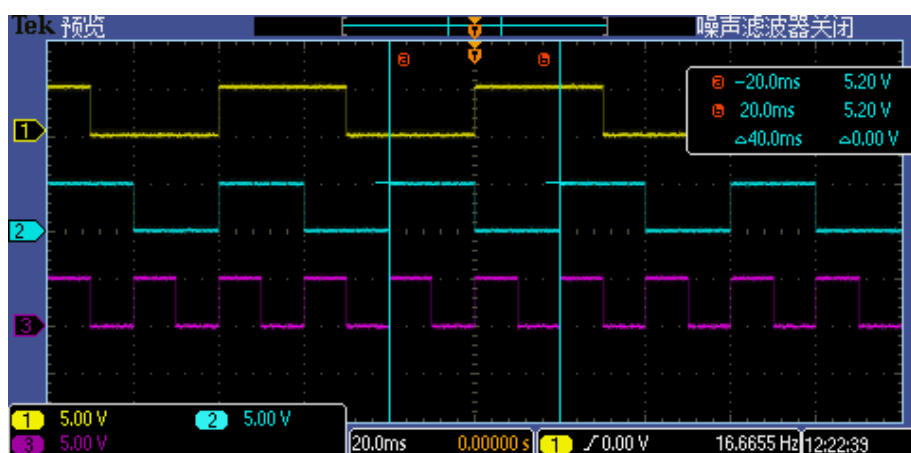 Tek 预览 噪声滤波器关闭
T
T
a b
a -20.0ms 5.20 V
b 20.0ms 5.20 V
△40.0ms △0.00 V
1
2
3
1 5.00 V 2 5.00 V
3 5.00 V
20.0ms 0.00000 s 1 ∫ 0.00 V 16.6655 Hz 12:22:39